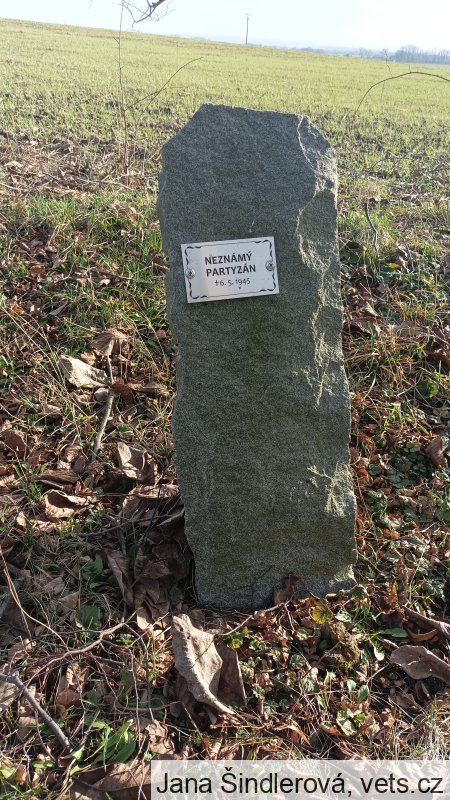 NEZNÁMÝ
PARTYZÁN
✝6. 5. 1945
Jana Šindlerová, vets.cz